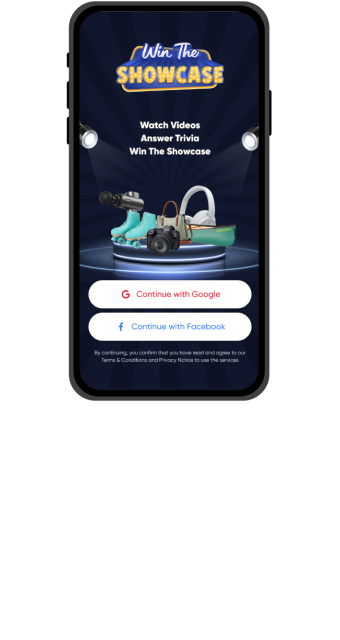 Win The
SHOWCASE
Watch Videos
Answer Trivia
Win The Showcase
G Continue with Google
f Continue with Facebook
By continuing, you confirm that you have read and agree to our
Terms & Conditions and Privacy Notice to use the services